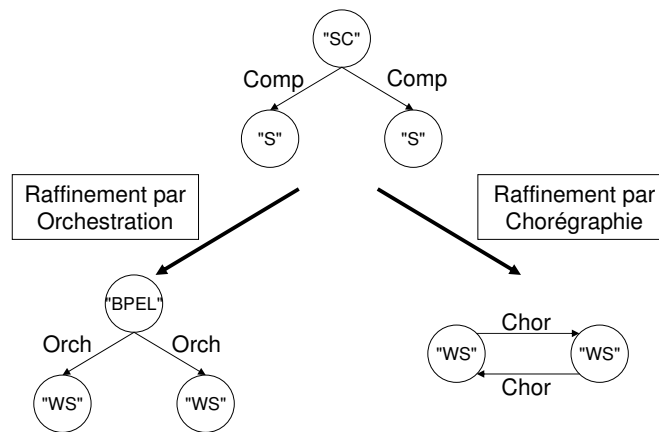 "SC"
Comp Comp
"S" "S"
Raffinement par
Orchestration
Raffinement par
Chorégraphie
"BPEL"
Orch Orch
"WS" "WS"
Chor
"WS" "WS"
Chor